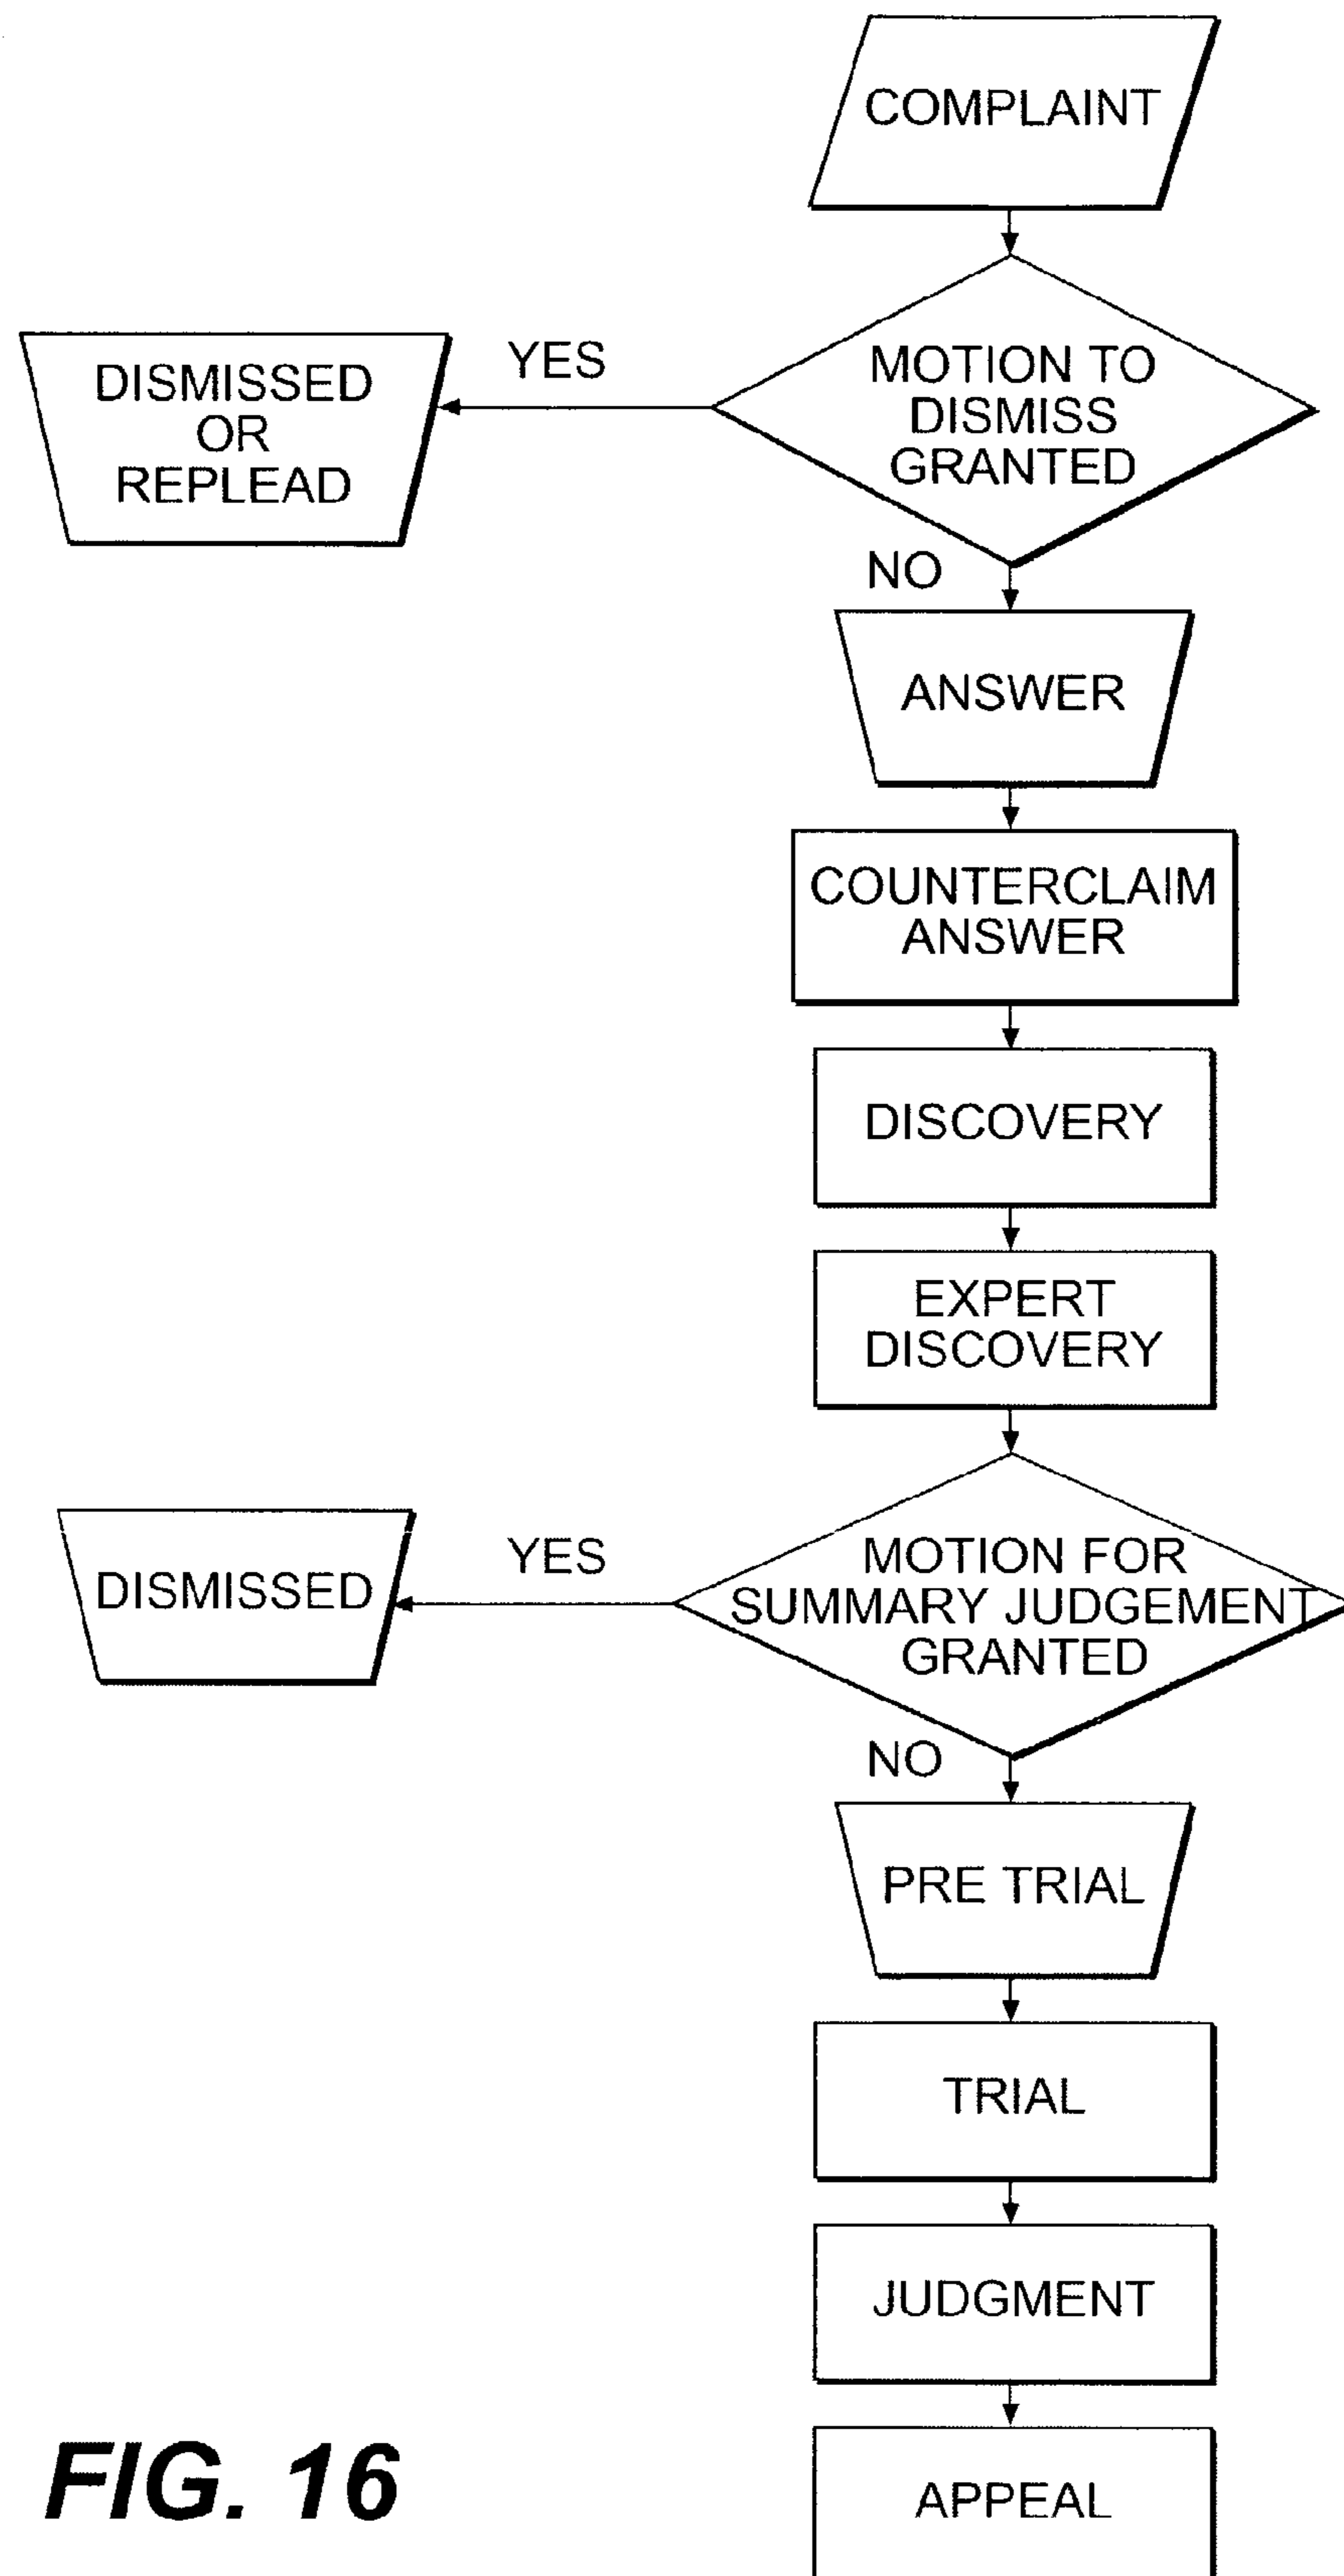 COMPLAINT
MOTION TO
DISMISS
GRANTED
YES
DISMISSED
OR
REPLEAD
NO
ANSWER
COUNTERCLAIM
ANSWER
DISCOVERY
EXPERT
DISCOVERY
MOTION FOR
SUMMARY JUDGEMENT
GRANTED
YES
DISMISSED
NO
PRE TRIAL
TRIAL
JUDGMENT
APPEAL
FIG. 16